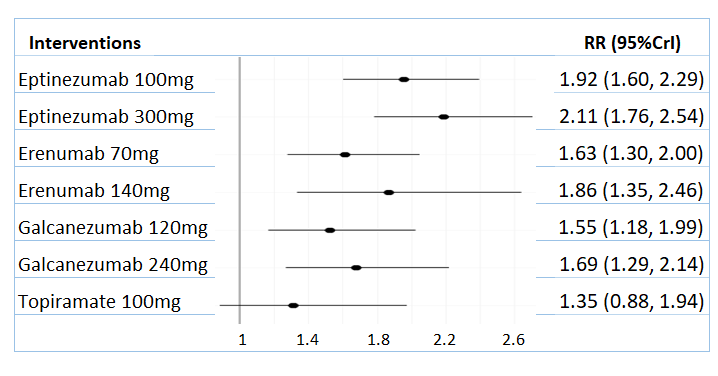 Interventions RR (95%CrI)
Eptinezumab 100mg 1.92 (1.60, 2.29)
Eptinezumab 300mg 2.11 (1.76, 2.54)
Erenumab 70mg 1.63 (1.30, 2.00)
Erenumab 140mg 1.86 (1.35, 2.46)
Galcanezumab 120mg 1.55 (1.18, 1.99)
Galcanezumab 240mg 1.69 (1.29, 2.14)
Topiramate 100mg 1.35 (0.88, 1.94)
1 1.4 1.8 2.2 2.6